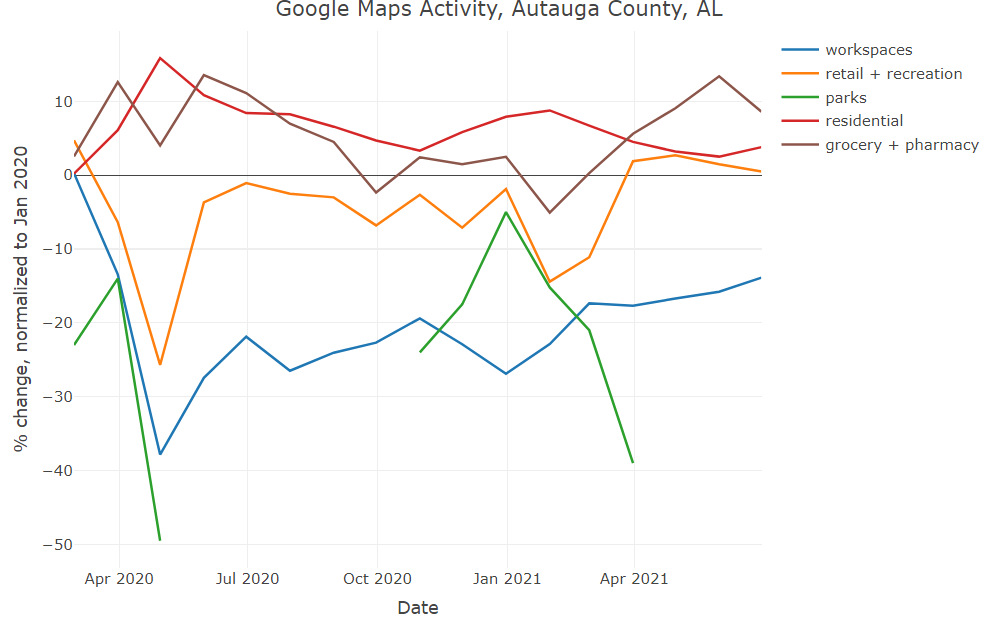 Google Maps Activity, Autauga County, AL
workspaces
retail + recreation
parks
residential
grocery + pharmacy
% change, normalized to Jan 2020
10
0
−10
−20
−30
−40
−50
Apr 2020
Jul 2020
Oct 2020
Jan 2021
Apr 2021
Date